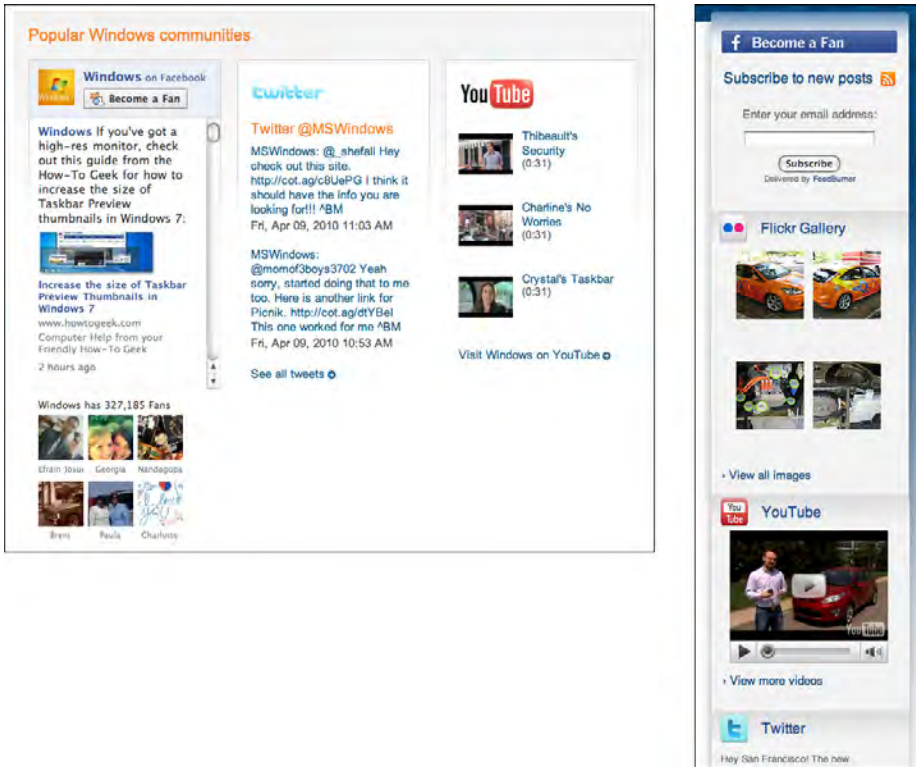 Popular Windows communities
Windows on Facebook
Become a Fan
Windows If you've got a
high-res monitor, check
out this guide from the
How-To Geek for how to
increase the size of
Taskbar Preview
thumbnails in Windows 7:
Increase the size of Taskbar
Preview Thumbnails in
Windows 7
www.howtogeek.com
Computer Help from your
Friendly How-To Geek
2 hours ago
Windows has 327,185 Fans
Efrain Josue Georgia Nandagopa
Brent Paula Charlotte
twitter
Twitter @MSWindows
MSWindows: @_shefali Hey
check out this site.
http://cot.ag/c8UePG I think it
should have the info you are
looking for!!! ^BM
Fri, Apr 09, 2010 11:03 AM
MSWindows:
@momof3boys3702 Yeah
sorry, started doing that to me
too. Here is another link for
Picnik. http://cot.ag/dtYBel
This one worked for me ^BM
Fri, Apr 09, 2010 10:53 AM
See all tweets
YouTube
Thibeault's
Security
(0:31)
Charline's No
Worries
(0:31)
Crystal's Taskbar
(0:31)
Visit Windows on YouTube
f Become a Fan
Subscribe to new posts
Enter your email address:
Subscribe
Delivered by FeedBurner
Flickr Gallery
› View all images
You
Tube
YouTube
YouTube
› View more videos
t
Twitter
Hey San Francisco! The new